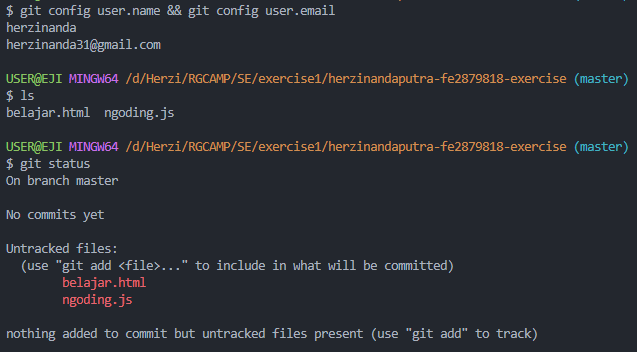 $ git config user.name && git config user.email
herzinanda
herzinanda31@gmail.com
USER@EJI MINGW64 /d/Herzi/RGCAMP/SE/exercise1/herzinandaputra-fe2879818-exercise (master)
$ ls
belajar.html  ngoding.js
USER@EJI MINGW64 /d/Herzi/RGCAMP/SE/exercise1/herzinandaputra-fe2879818-exercise (master)
$ git status
On branch master
No commits yet
Untracked files:
  (use "git add <file>..." to include in what will be committed)
        belajar.html
        ngoding.js
nothing added to commit but untracked files present (use "git add" to track)